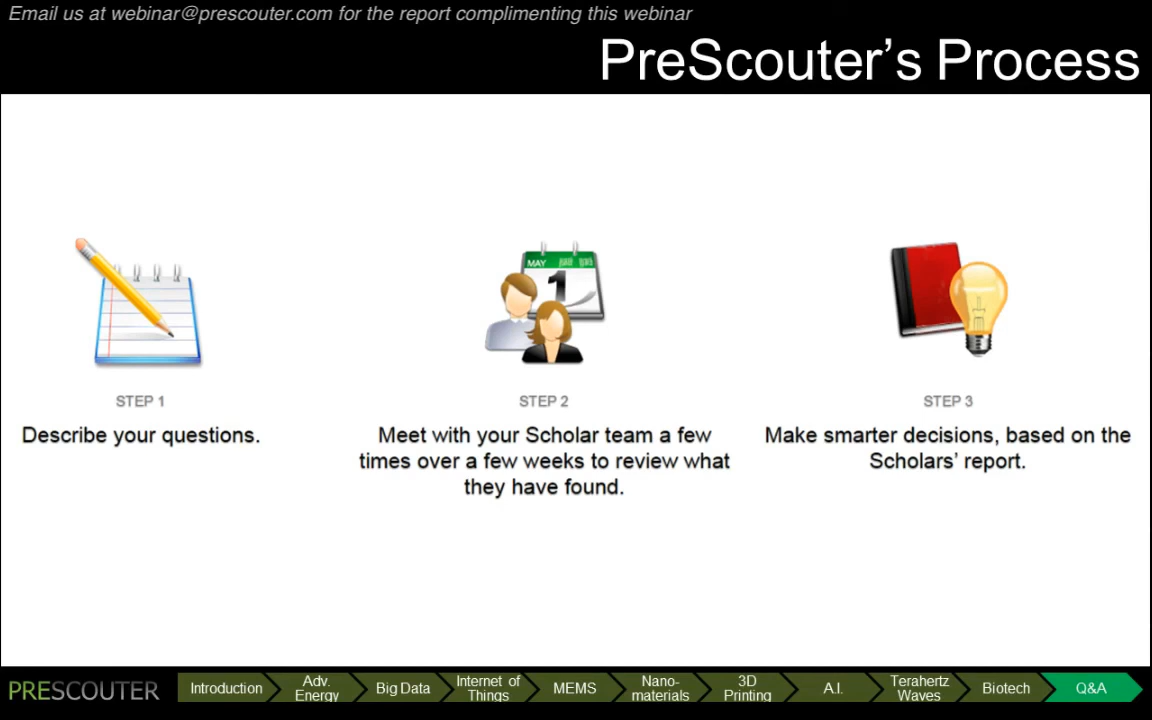 Email us at webinar@prescouter.com for the report complimenting this webinar
PreScouter’s Process
MAY
1
STEP 1
Describe your questions.
STEP 2
Meet with your Scholar team a few
times over a few weeks to review what
they have found.
STEP 3
Make smarter decisions, based on the
Scholars’ report.
PRESCOUTER
Introduction
Adv.
Energy
Big Data
Internet of
Things
MEMS
Nano-
materials
3D
Printing
A.I.
Terahertz
Waves
Biotech
Q&A